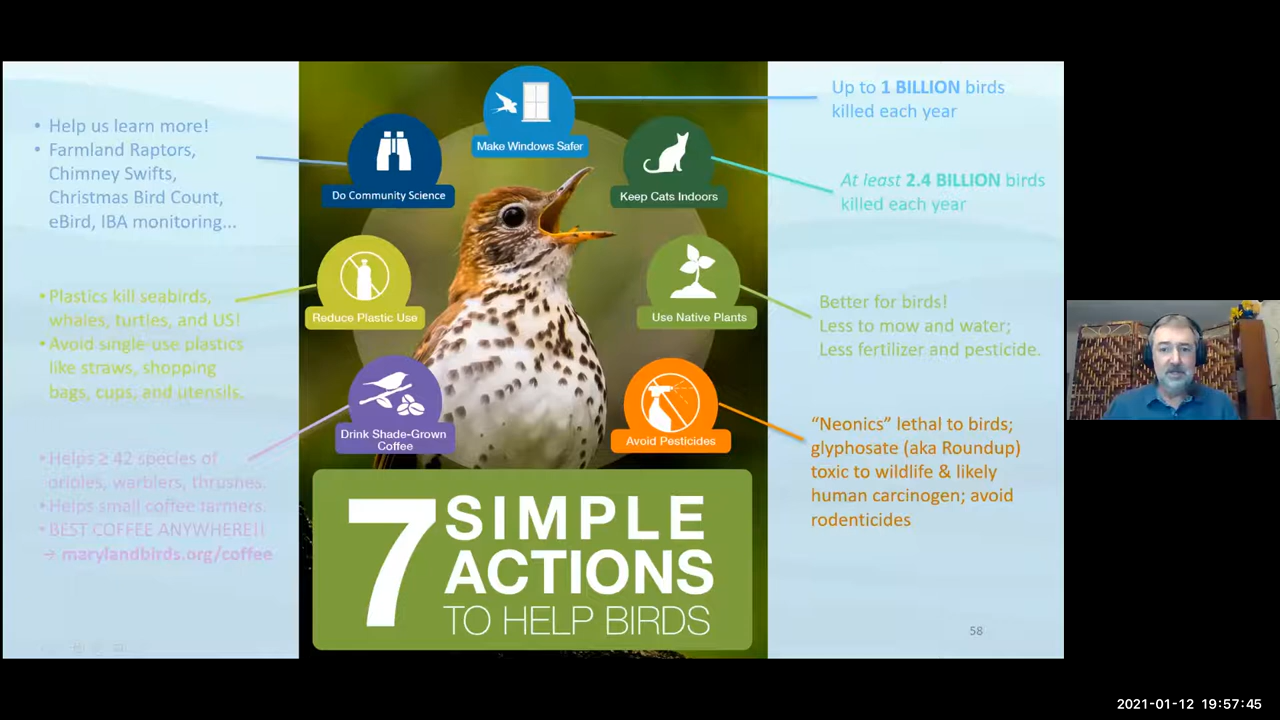 • Help us learn more!
• Farmland Raptors,
Chimney Swifts,
Christmas Bird Count,
eBird, IBA monitoring...
• Plastics kill seabirds,
whales, turtles, and US!
• Avoid single-use plastics
like straws, shopping
bags, cups, and utensils.
• Helps ≥ 42 species of
orioles, warblers, thrushes.
• Helps small coffee farmers.
• BEST COFFEE ANYWHERE!!
→ marylandbirds.org/coffee
Make Windows Safer
Do Community Science
Keep Cats Indoors
Reduce Plastic Use
Use Native Plants
Drink Shade-Grown
Coffee
Avoid Pesticides
7 SIMPLE
ACTIONS
TO HELP BIRDS
Up to 1 BILLION birds
killed each year
At least 2.4 BILLION birds
killed each year
Better for birds!
Less to mow and water;
Less fertilizer and pesticide.
“Neonics” lethal to birds;
glyphosate (aka Roundup)
toxic to wildlife & likely
human carcinogen; avoid
rodenticides
58
2021-01-12 19:57:45